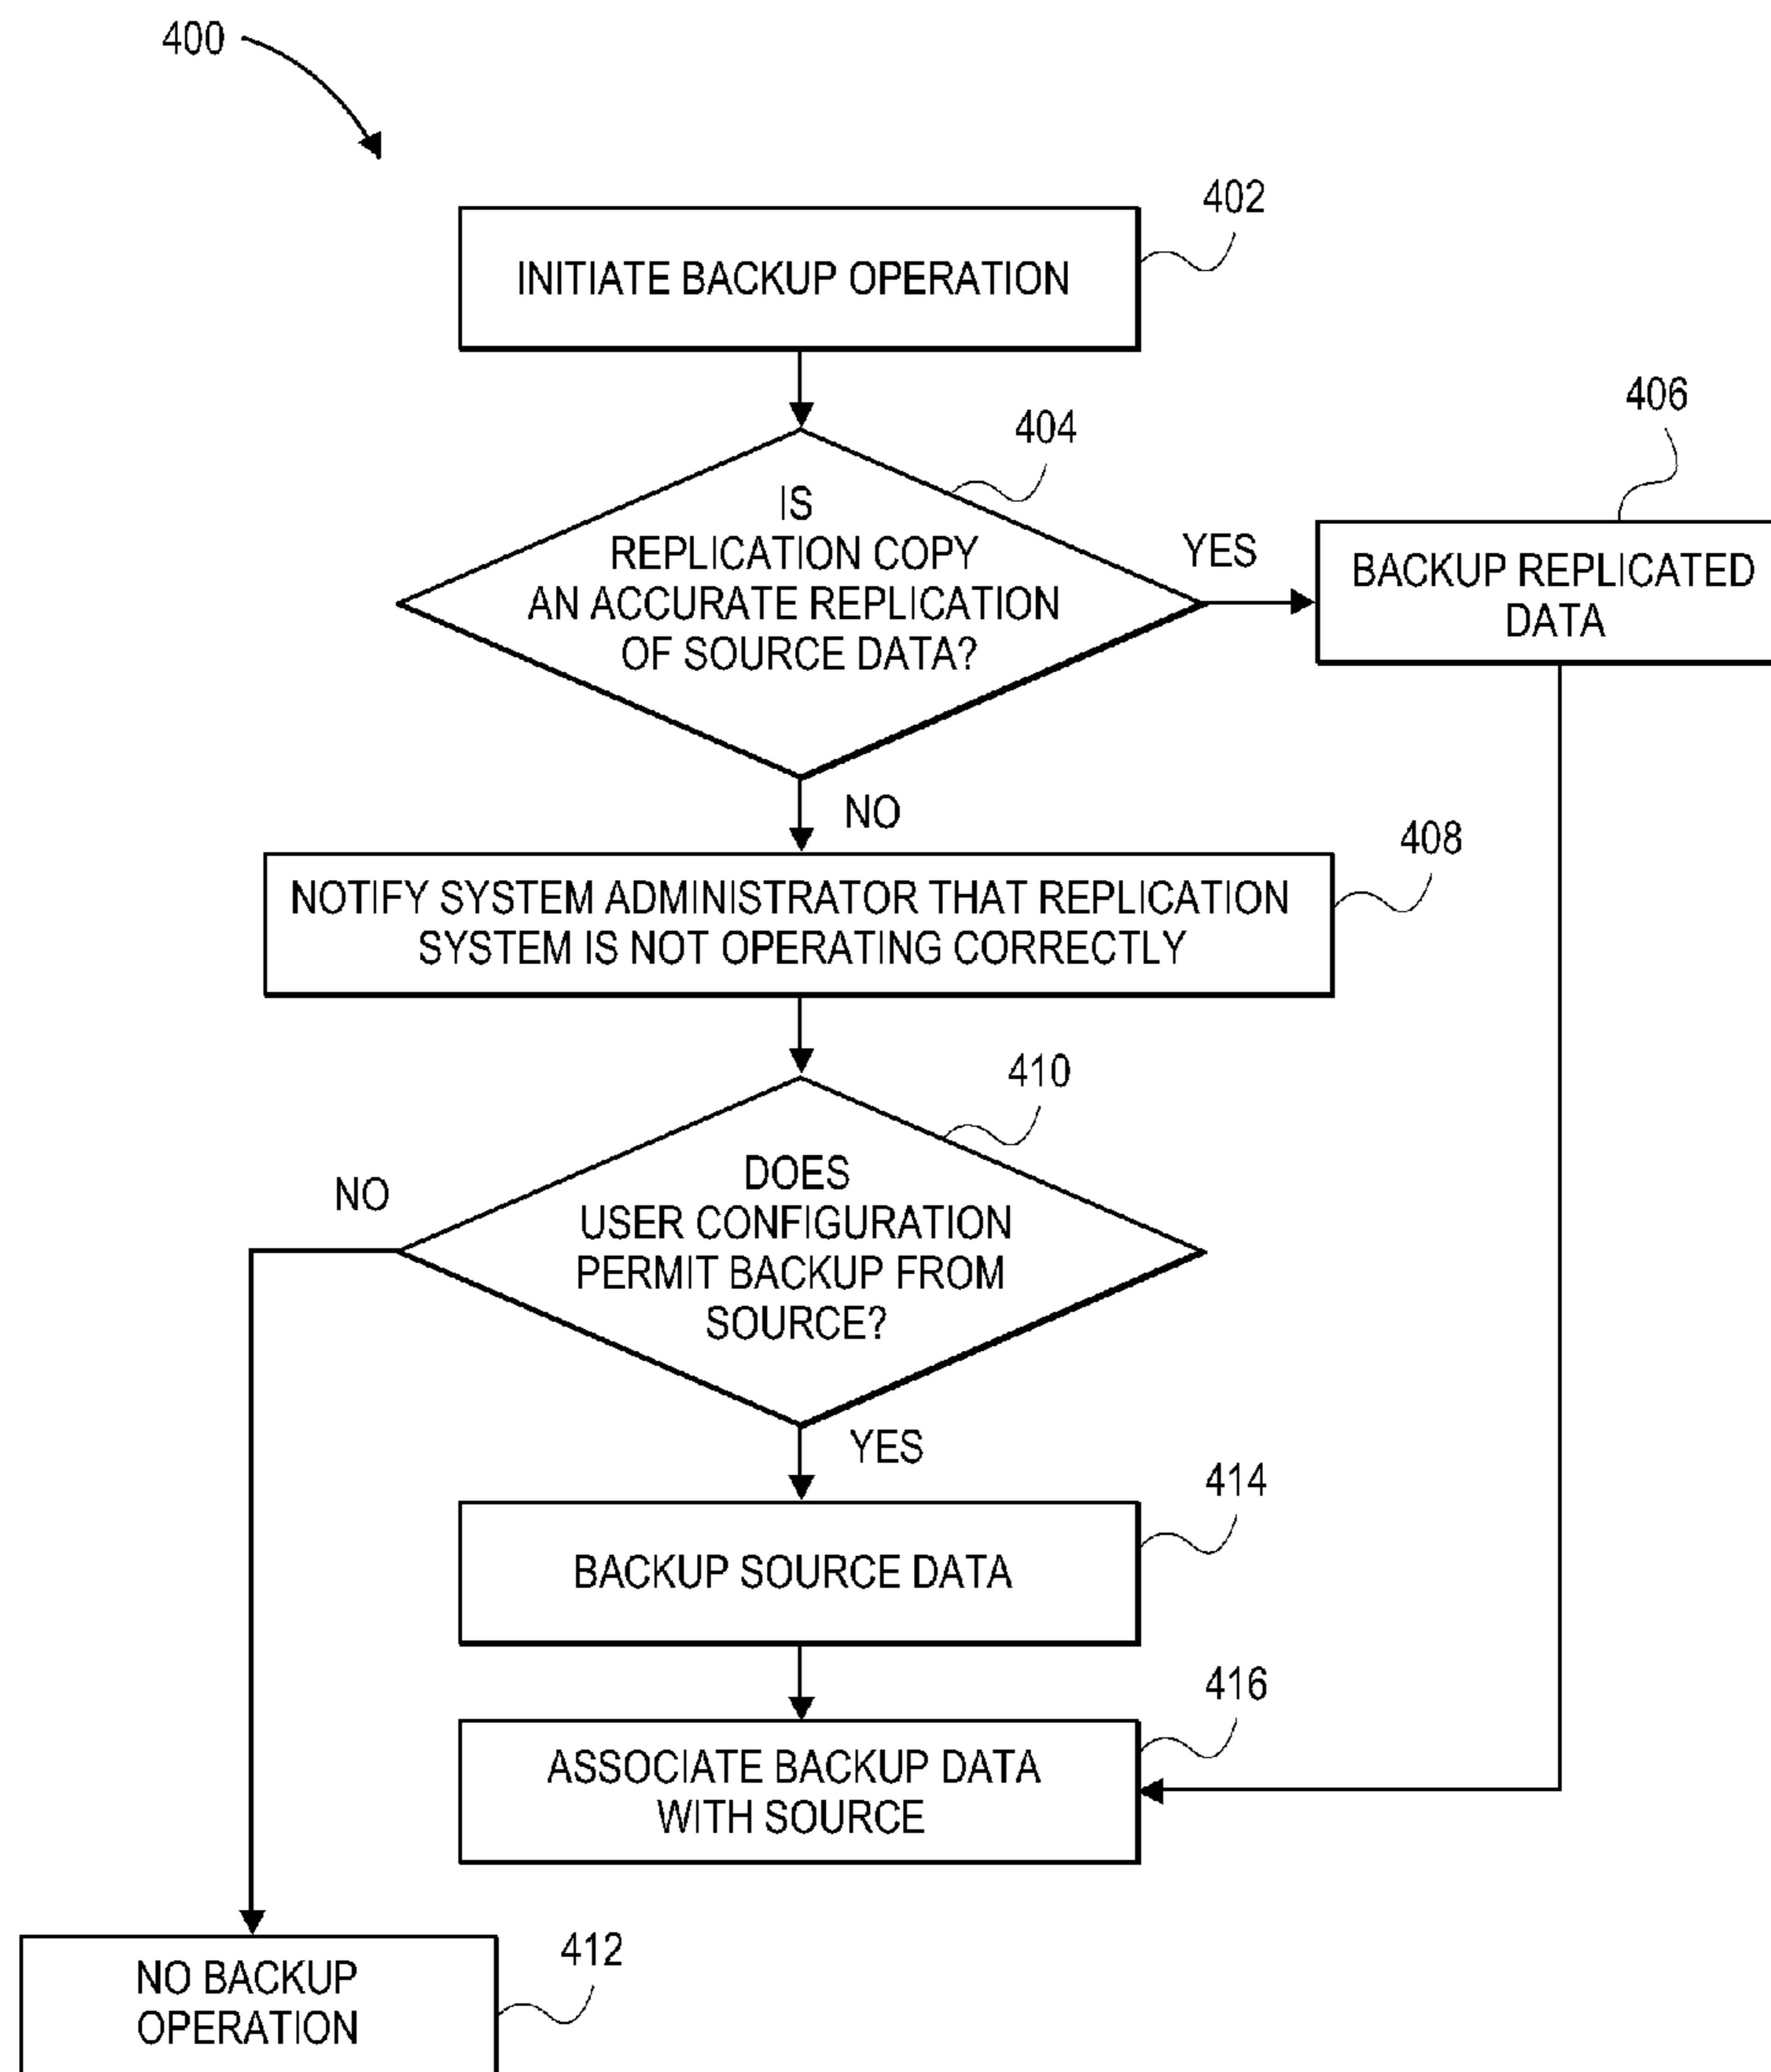 400
402
INITIATE BACKUP OPERATION
404
406
IS
REPLICATION COPY
AN ACCURATE REPLICATION
OF SOURCE DATA?
YES
BACKUP REPLICATED
DATA
NO
408
NOTIFY SYSTEM ADMINISTRATOR THAT REPLICATION
SYSTEM IS NOT OPERATING CORRECTLY
410
NO
DOES
USER CONFIGURATION
PERMIT BACKUP FROM
SOURCE?
YES
414
BACKUP SOURCE DATA
416
ASSOCIATE BACKUP DATA
WITH SOURCE
412
NO BACKUP
OPERATION